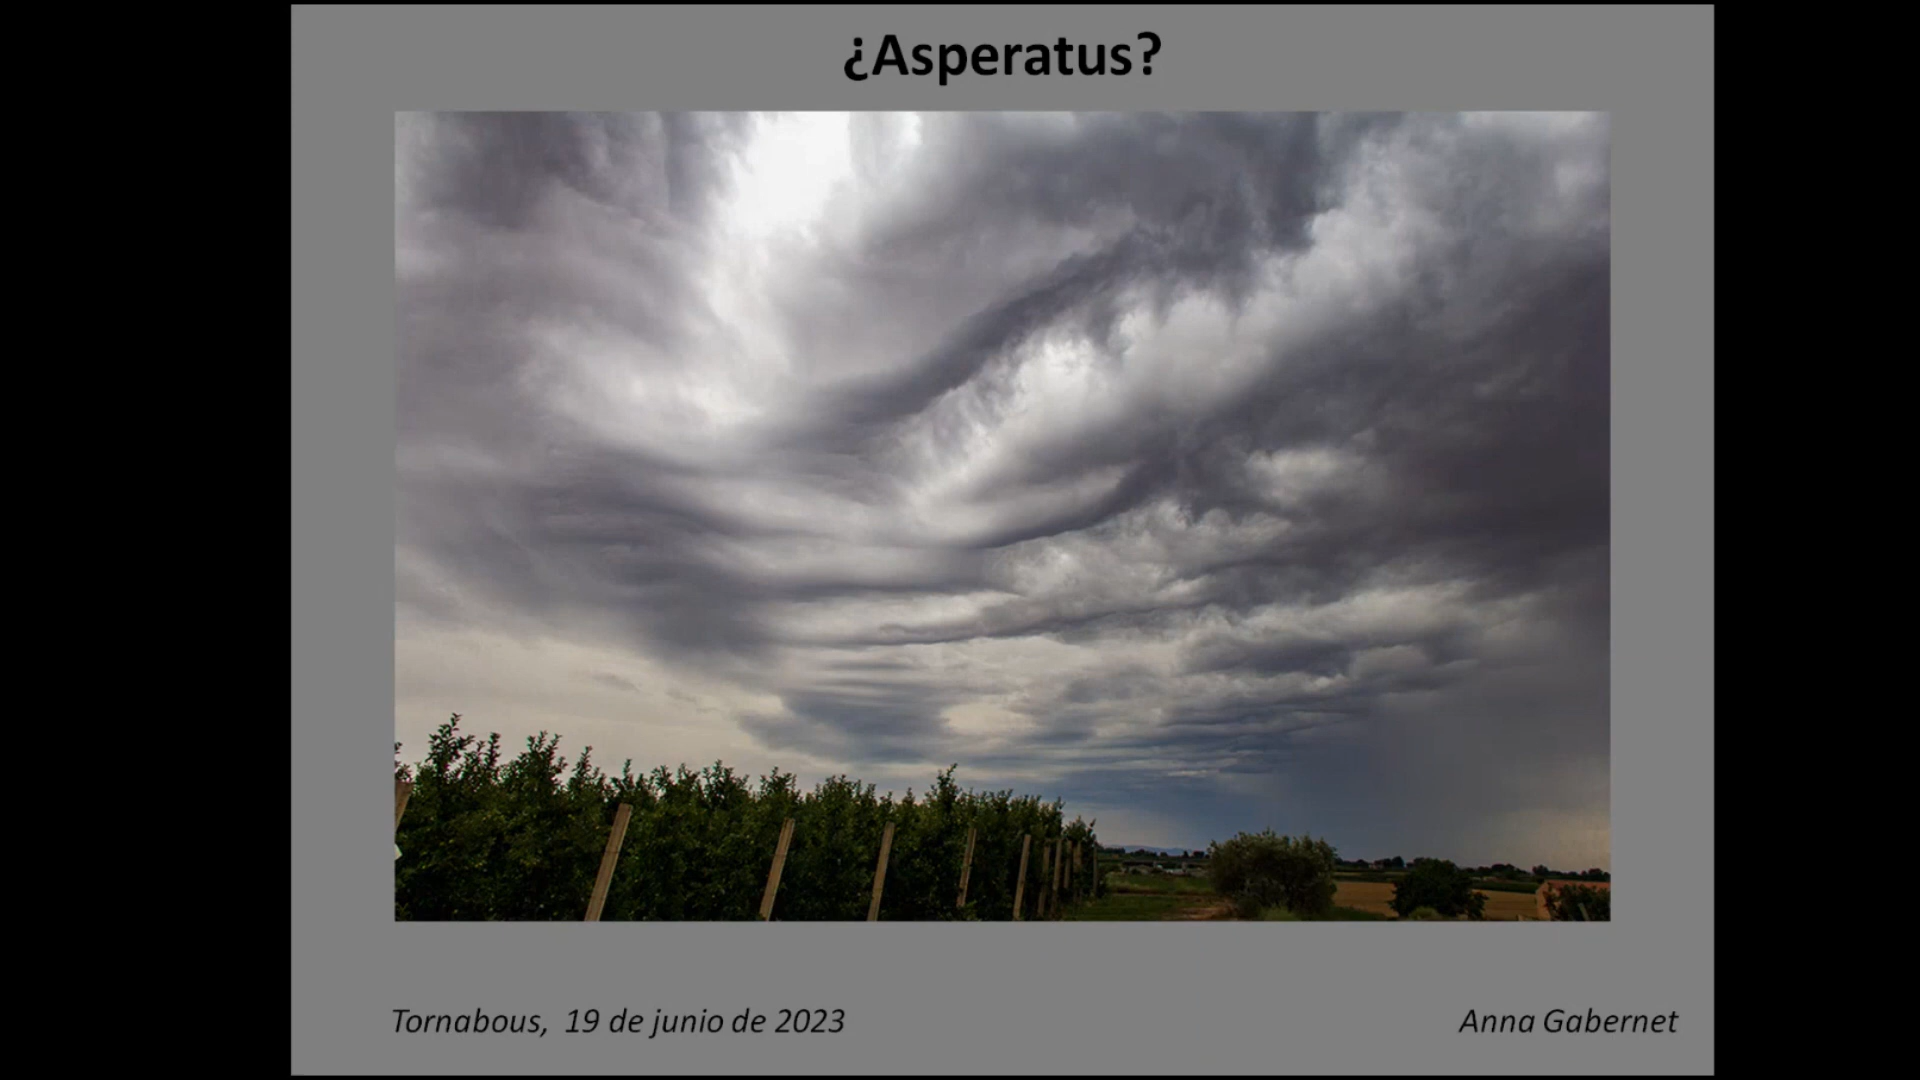 ¿Asperatus?
Tornabous, 19 de junio de 2023
Anna Gabernet